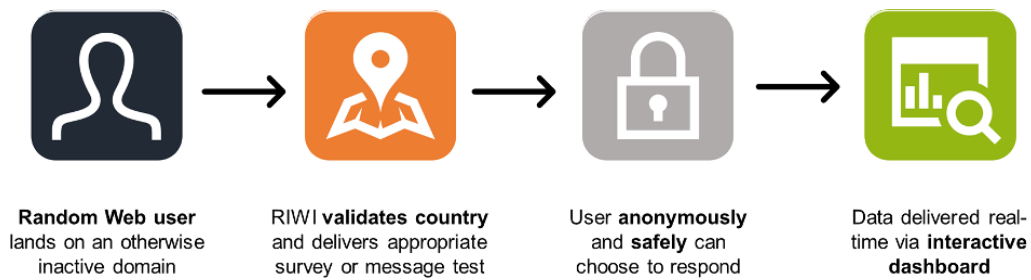 Random Web user
lands on an otherwise
inactive domain
RIWI validates country
and delivers appropriate
survey or message test
User anonymously
and safely can
choose to respond
Data delivered real-
time via interactive
dashboard